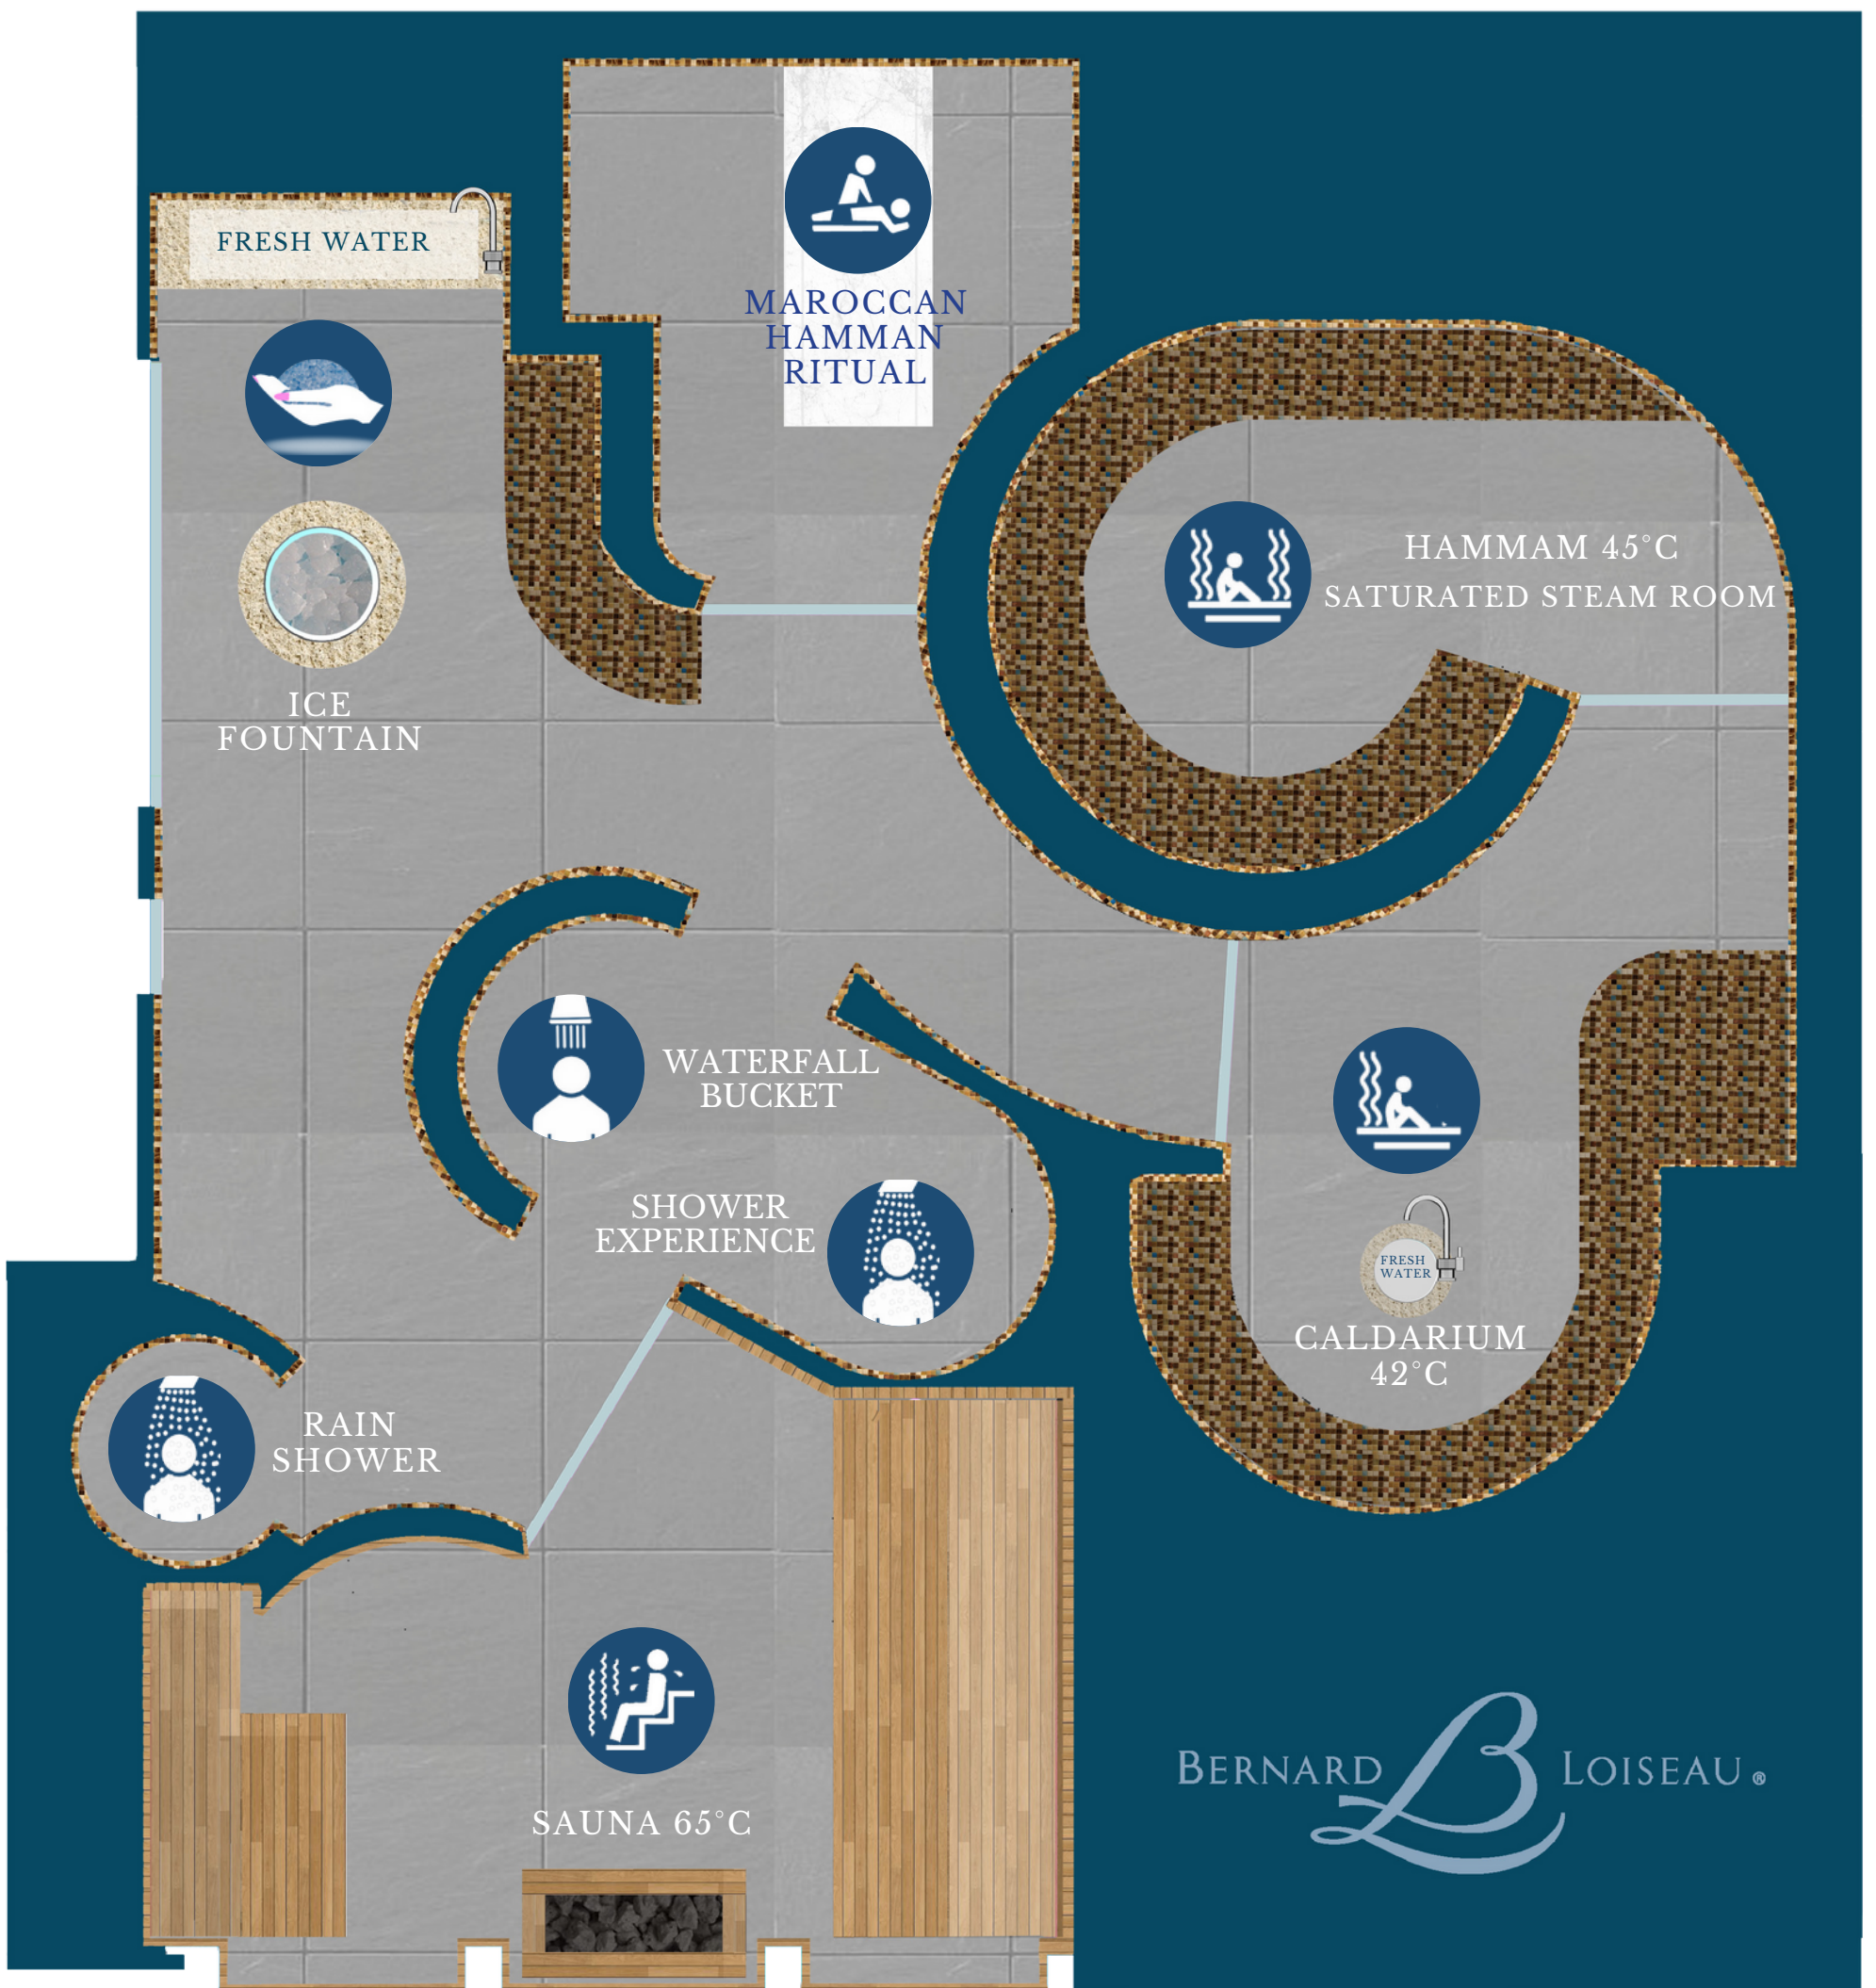 FRESH WATER
MAROCCAN
HAMMAN
RITUAL
HAMMAM 45°C
SATURATED STEAM ROOM
ICE
FOUNTAIN
WATERFALL
BUCKET
SHOWER
EXPERIENCE
FRESH
WATER
CALDARIUM
42°C
RAIN
SHOWER
SAUNA 65°C
BERNARD B LOISEAU®